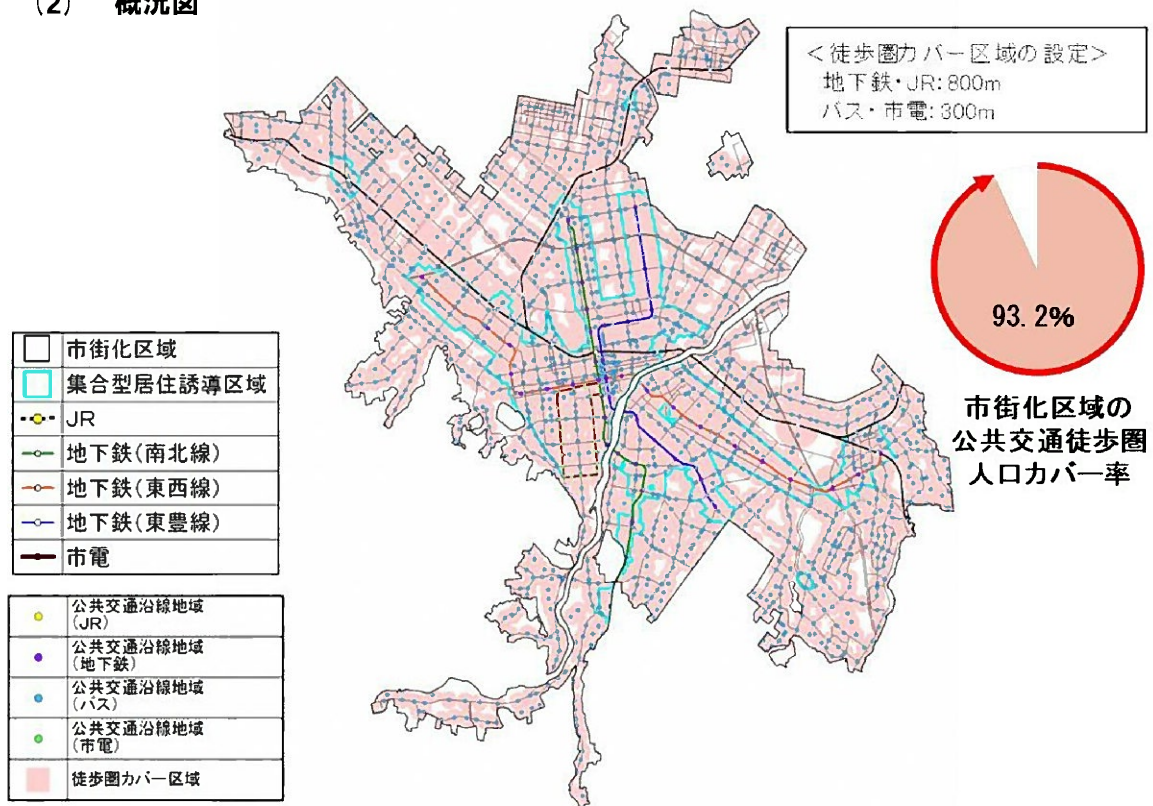 (2) 概況図
<徒歩圏カバー区域の設定>
地下鉄・JR:800m
バス・市電:300m
93.2%
市街化区域の
公共交通徒歩圏
人口カバー率
市街化区域
集合型居住誘導区域
JR
地下鉄(南北線)
地下鉄(東西線)
地下鉄(東豊線)
市電
公共交通沿線地域
(JR)
公共交通沿線地域
(地下鉄)
公共交通沿線地域
(バス)
公共交通沿線地域
(市電)
徒歩圏カバー区域